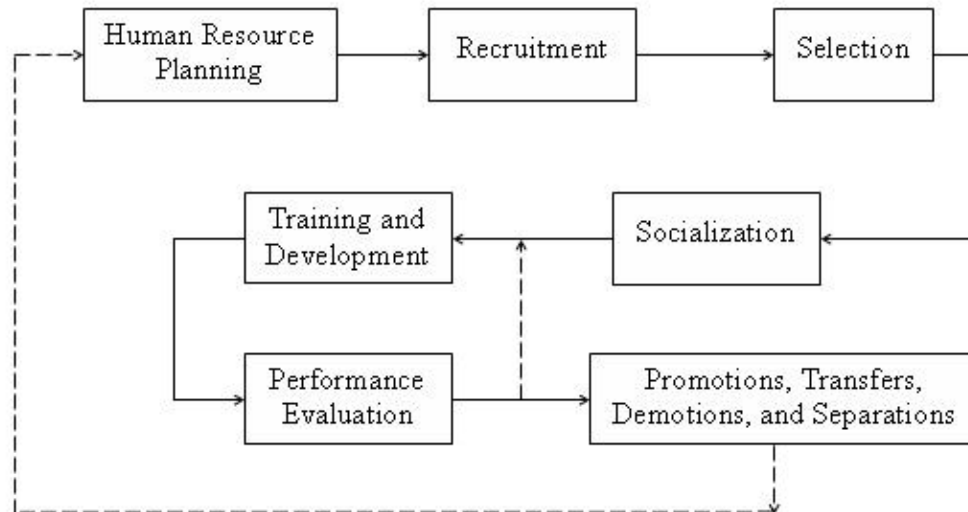 Human Resource
Planning
Recruitment
Selection
Training and
Development
Socialization
Performance
Evaluation
Promotions, Transfers,
Demotions, and Separations